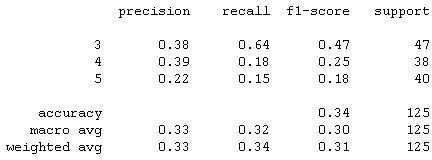 precision recall f1-score support
3 0.38 0.64 0.47 47
4 0.39 0.18 0.25 38
5 0.22 0.15 0.18 40
accuracy 0.34 125
macro avg 0.33 0.32 0.30 125
weighted avg 0.33 0.34 0.31 125